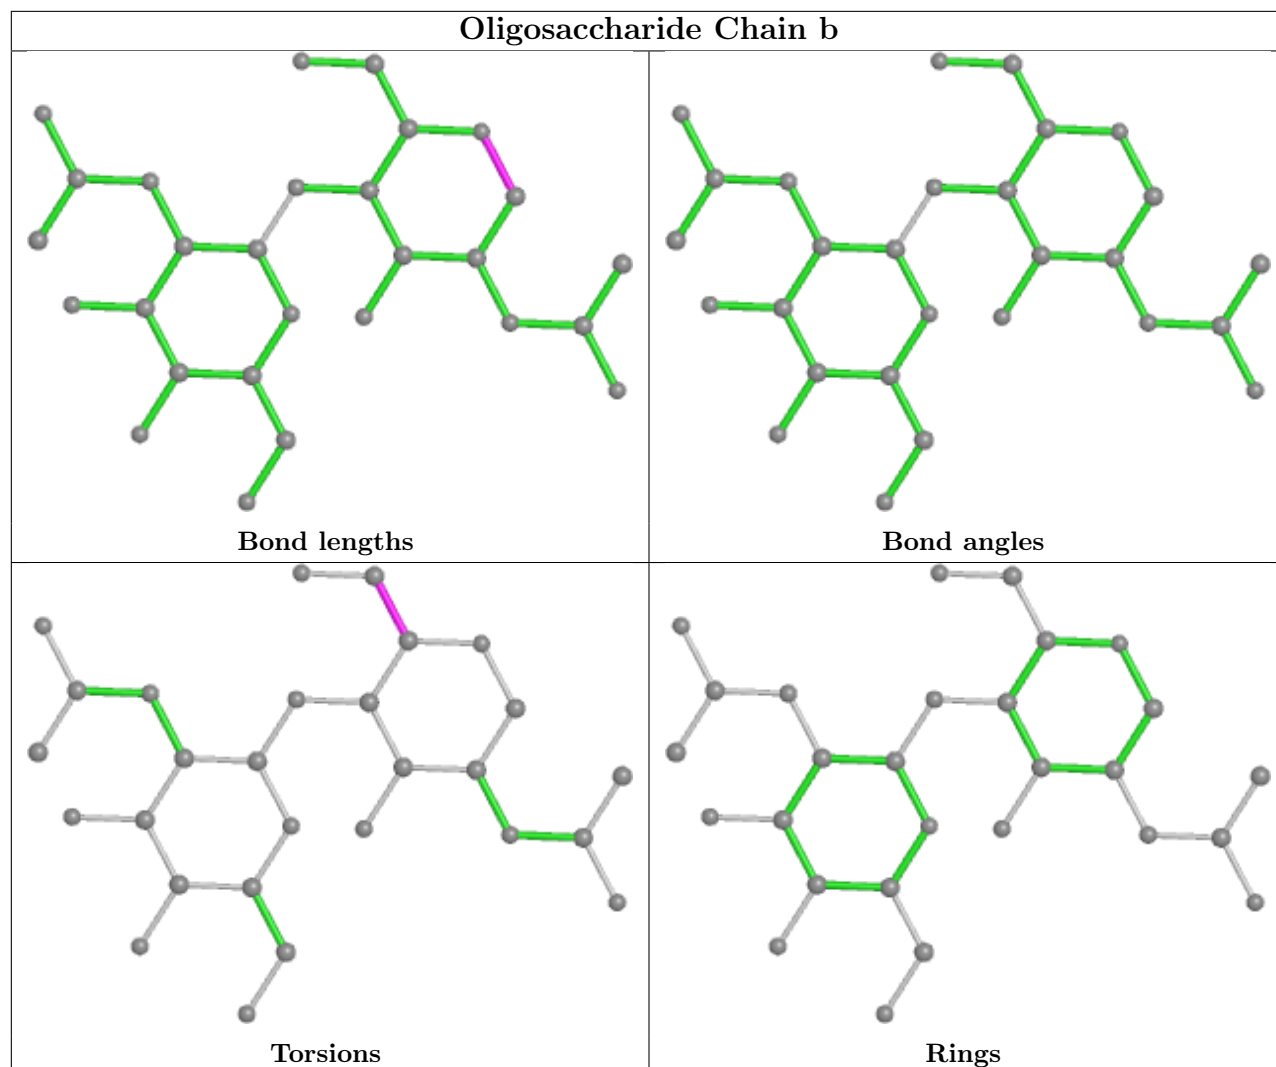 Oligosaccharide Chain b
Bond lengths
Bond angles
Torsions
Rings